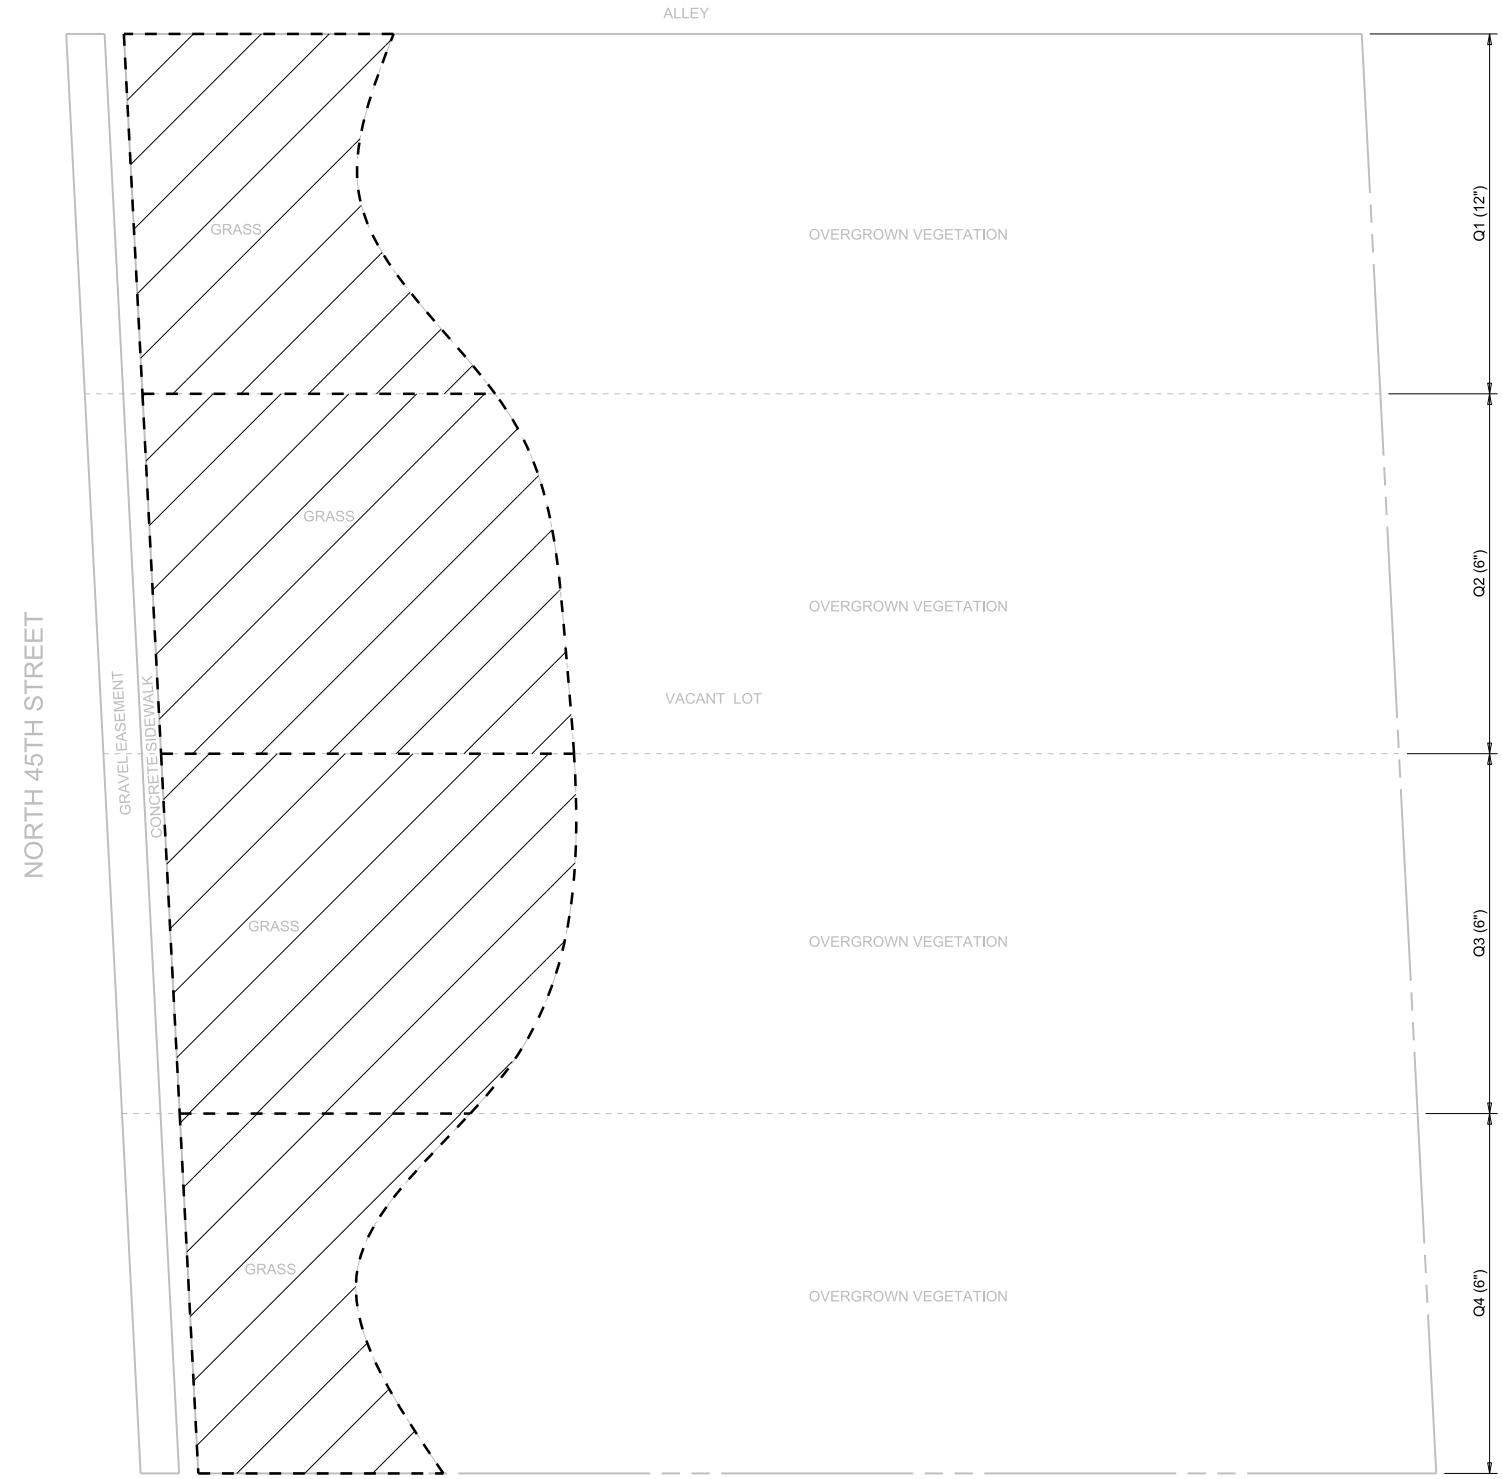 ALLEY
GRASS
OVERGROWN VEGETATION
Q1 (12")
GRASS
OVERGROWN VEGETATION
Q2 (6")
NORTH 45TH STREET
GRAVEL EASEMENT
CONCRETE SIDEWALK
VACANT LOT
GRASS
OVERGROWN VEGETATION
Q3 (6")
GRASS
OVERGROWN VEGETATION
Q4 (6")